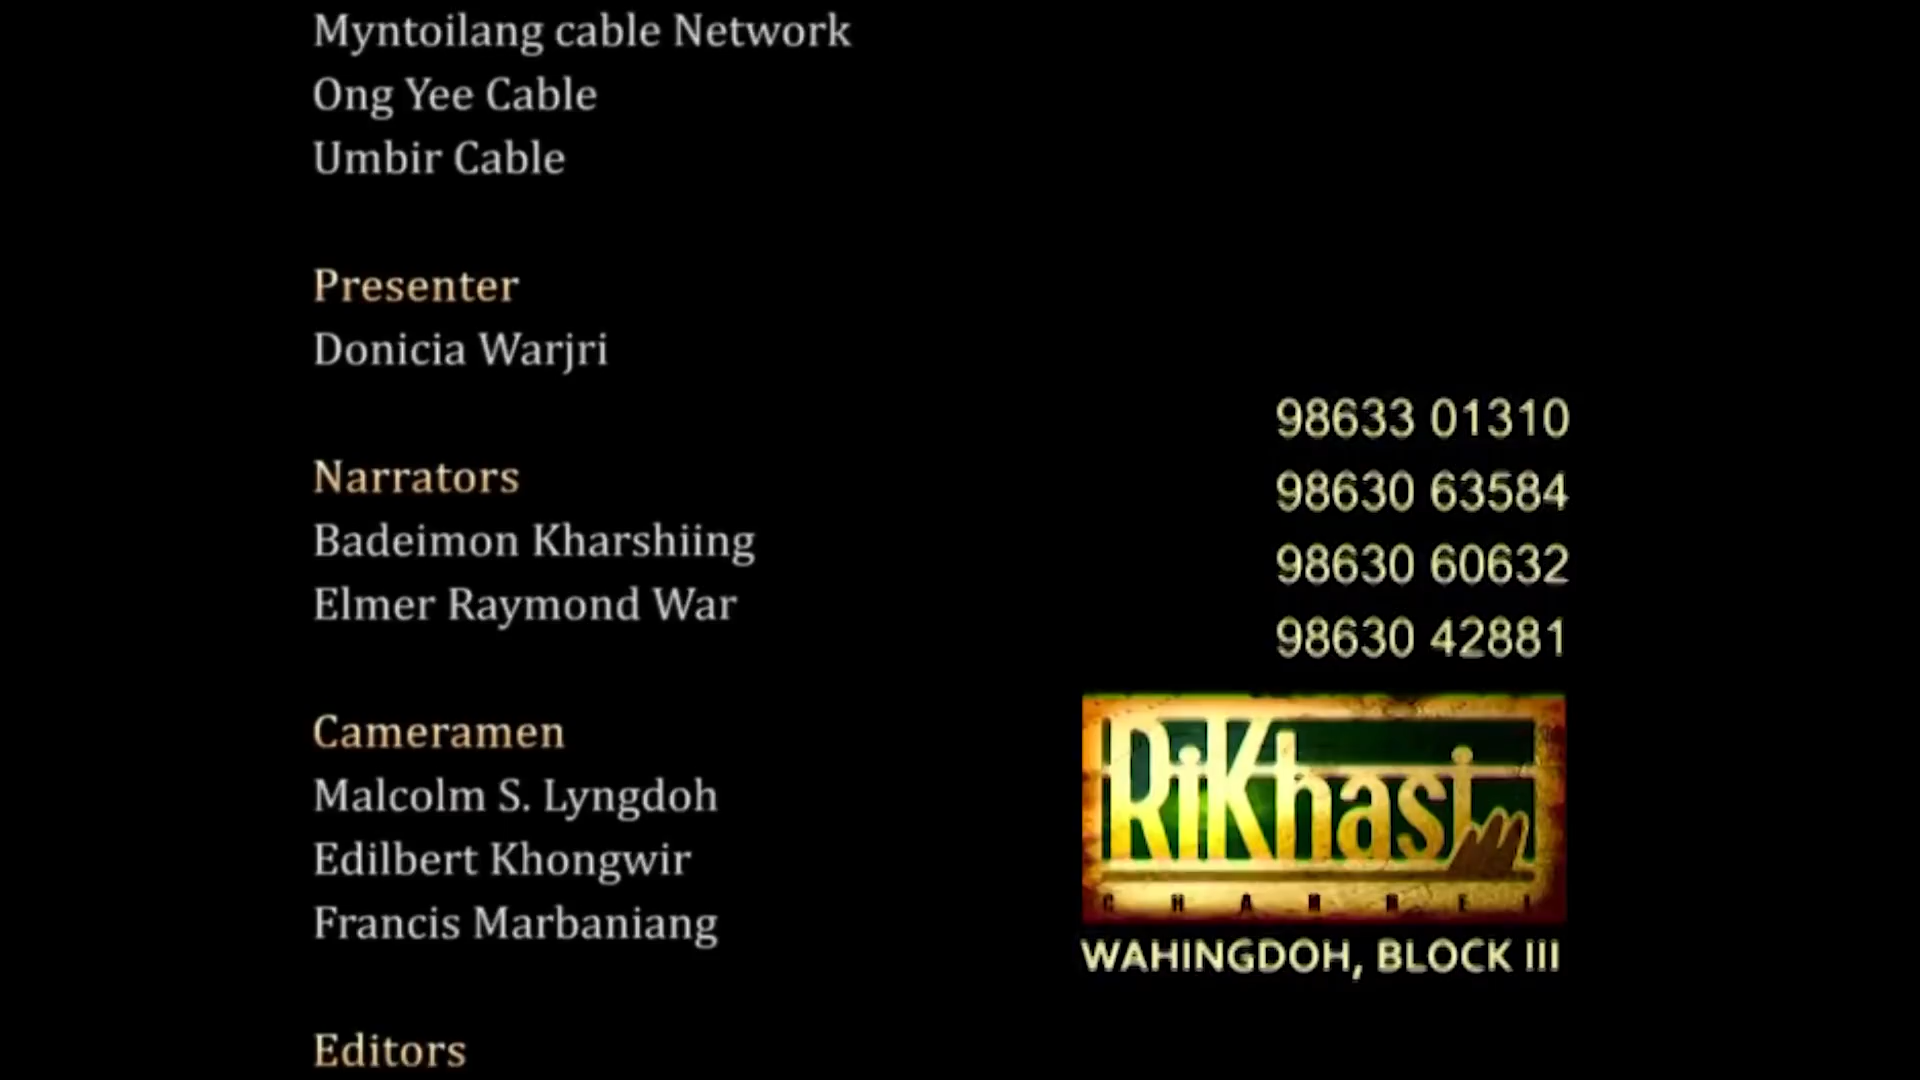 Myntoilang cable Network
Ong Yee Cable
Umbir Cable
Presenter
Donicia Warjri
Narrators
Badeimon Kharshiing
Elmer Raymond War
Cameramen
Malcolm S. Lyngdoh
Edilbert Khongwir
Francis Marbaniang
Editors
98633 01310
98630 63584
98630 60632
98630 42881
RiKhasi
CHANNEL
WAHINGDOH, BLOCK III